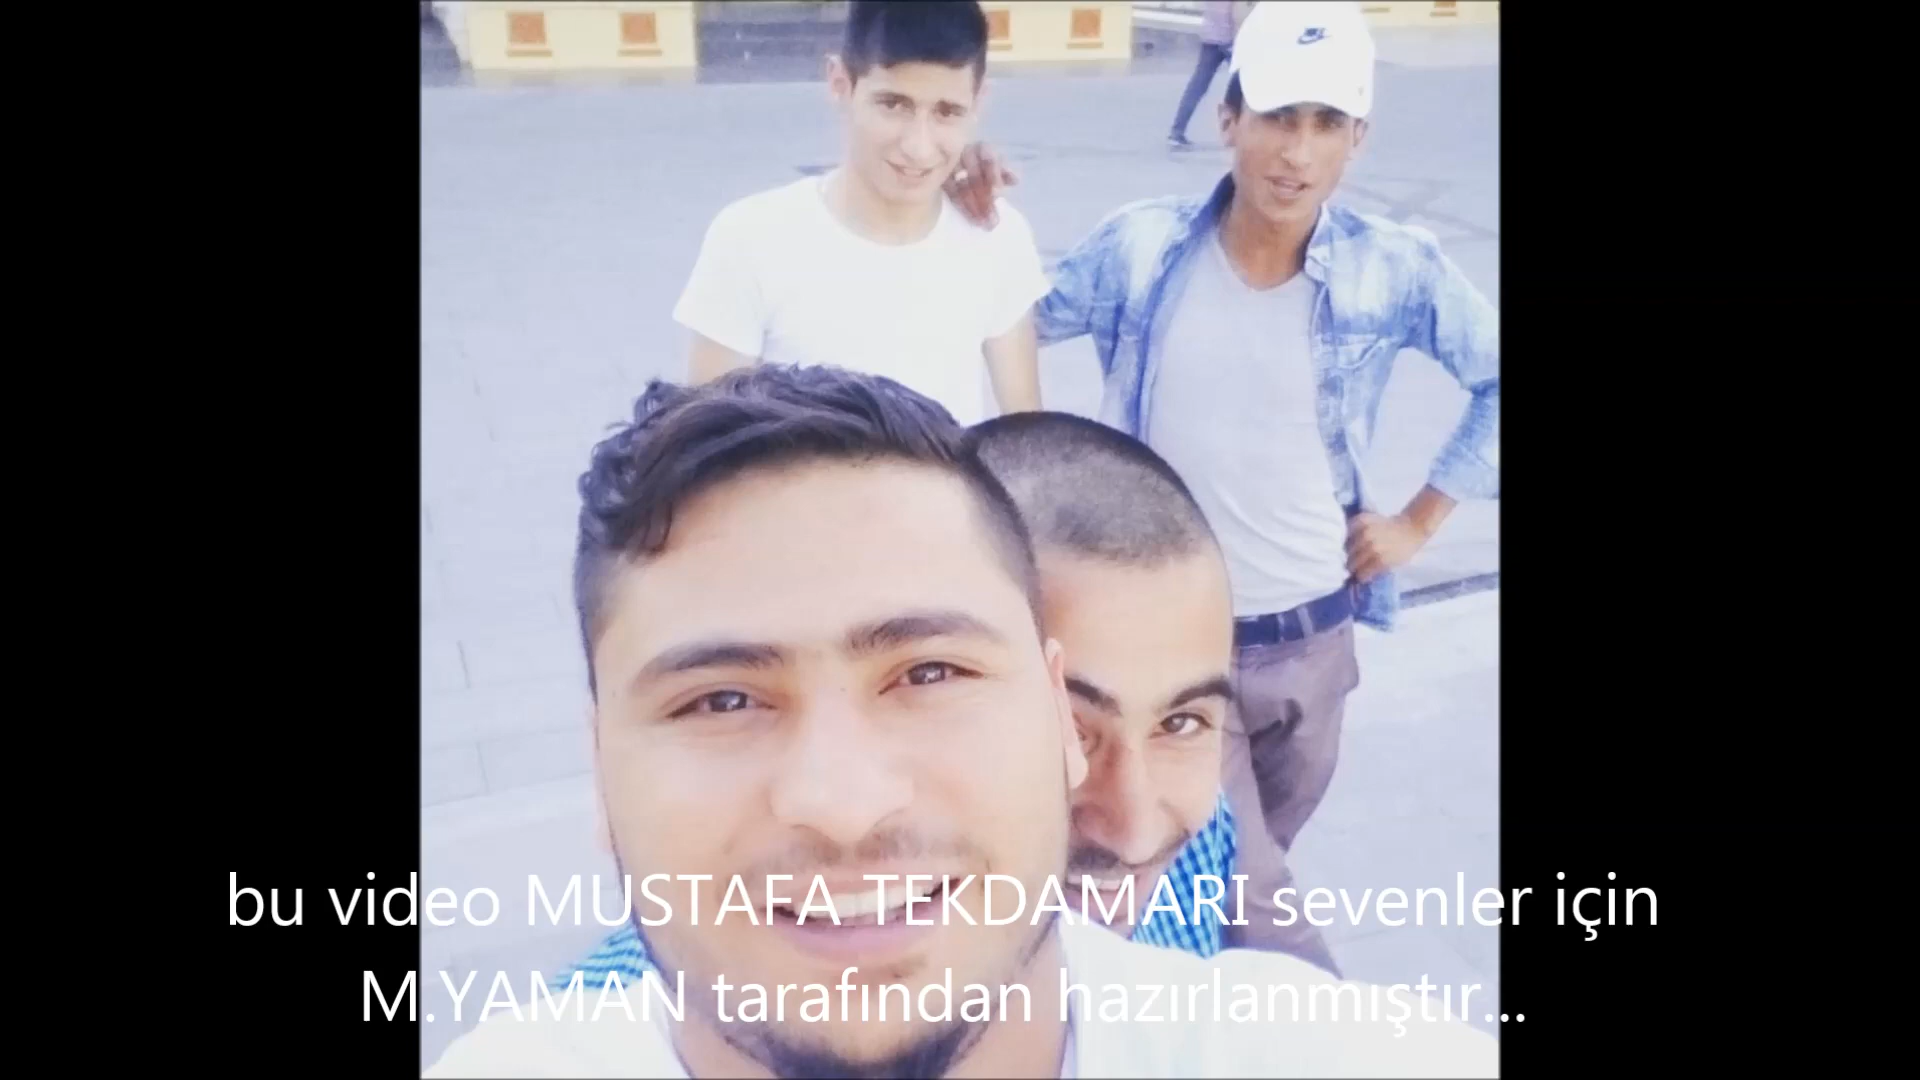 bu video MUSTAFA TEKDAMARI sevenler için
M.YAMAN tarafından hazırlanmıştır...